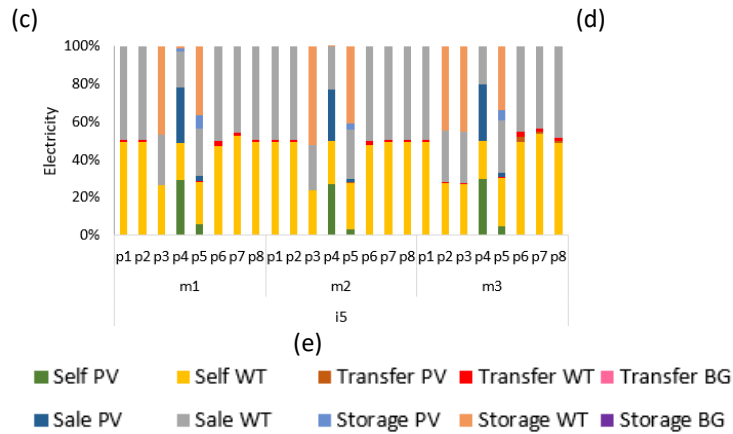 (c)
(d)
100%
80%
60%
40%
20%
0%
Electricity
p1 p2 p3 p4 p5 p6 p7 p8 p1 p2 p3 p4 p5 p6 p7 p8 p1 p2 p3 p4 p5 p6 p7 p8
m1 m2 m3
i5
(e)
Self PV Self WT Transfer PV Transfer WT Transfer BG
Sale PV Sale WT Storage PV Storage WT Storage BG